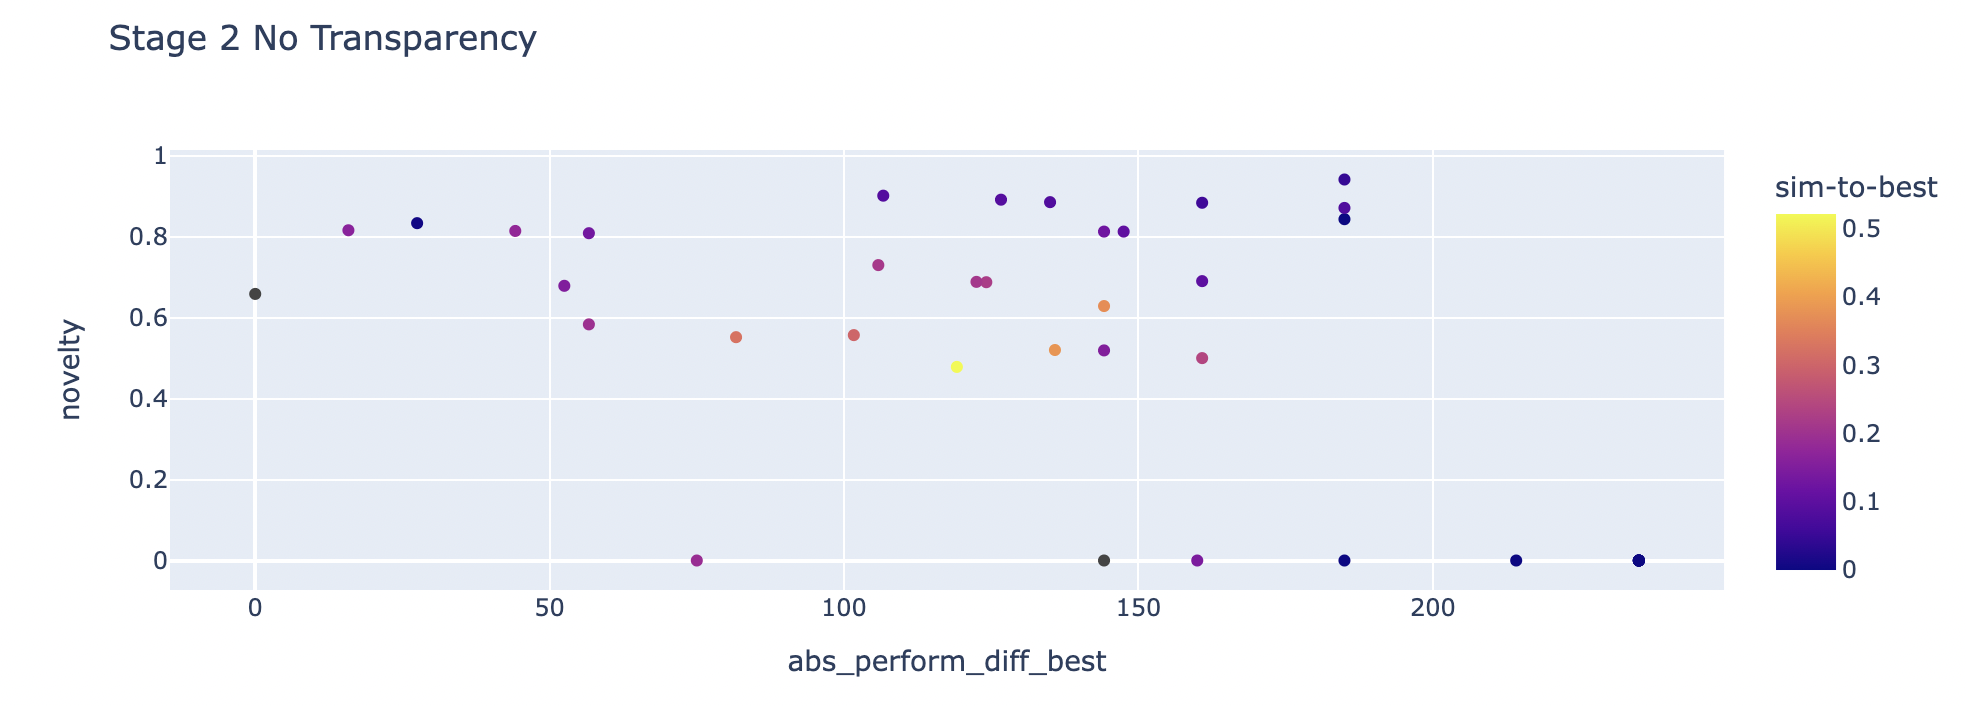 Stage 2 No Transparency
1
0.8
0.6
0.4
0.2
0
novelty
0 50 100 150 200
abs_perform_diff_best
sim-to-best
0.5
0.4
0.3
0.2
0.1
0